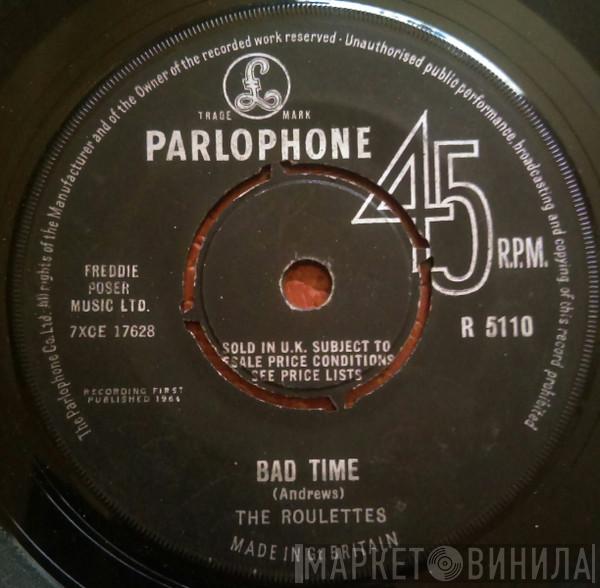 The Parlophone Co. Ltd. All rights of the Manufacturer and of the Owner of the recorded work reserved · Unauthorised public performance, broadcasting and copying of this record prohibited
£
TRADE MARK
PARLOPHONE
45
R.P.M.
FREDDIE
POSER
MUSIC LTD.
7XCE 17628
R 5110
SOLD IN U.K. SUBJECT TO
ESALE PRICE CONDITIONS
SEE PRICE LISTS
RECORDING FIRST
PUBLISHED 1964
BAD TIME
(Andrews)
THE ROULETTES
MADE IN Gt BRITAIN
МАРКЕТ ВИНИЛА!